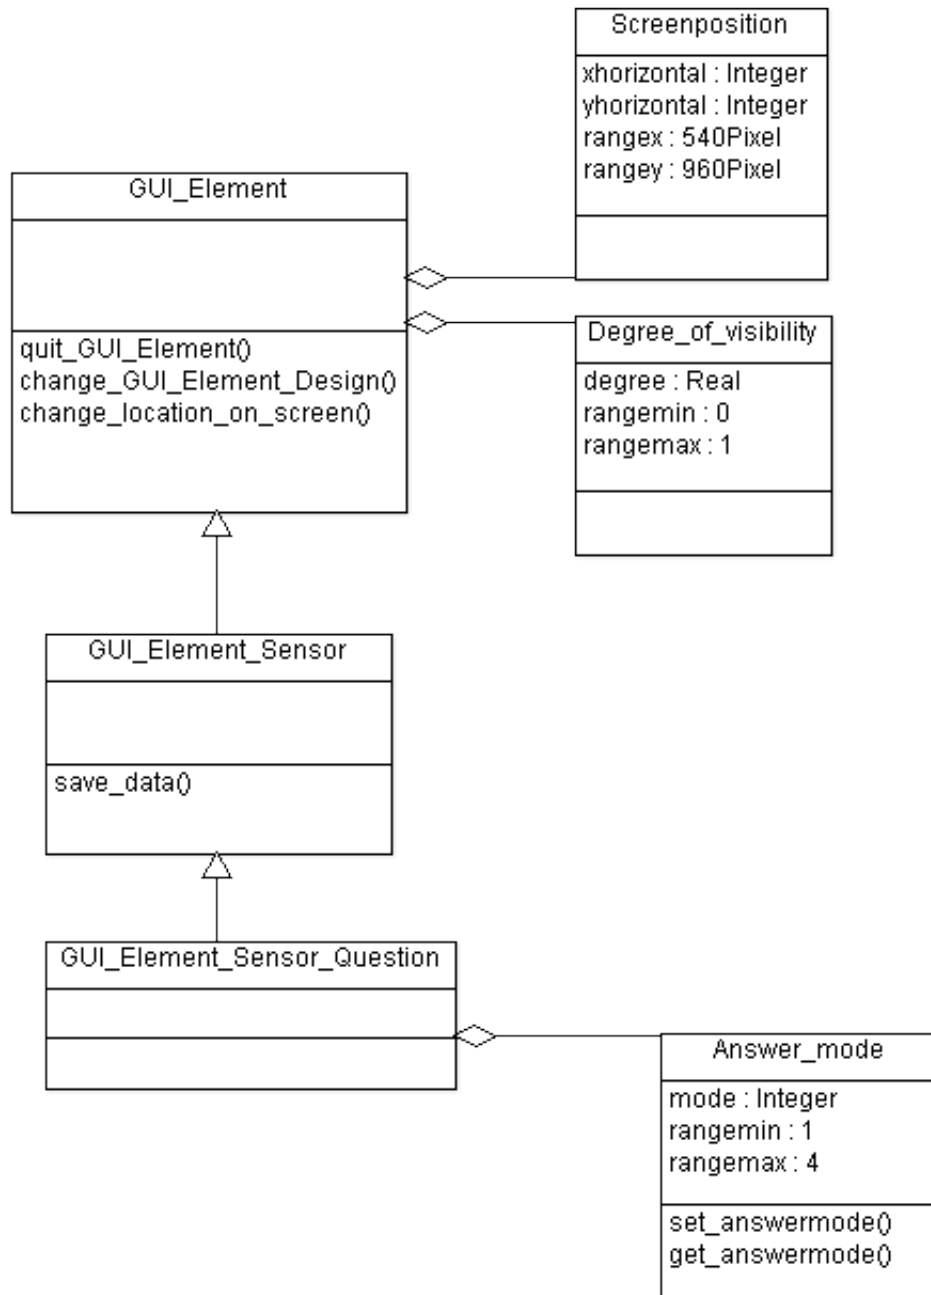 Screenposition
xhorizontal : Integer
yhorizontal : Integer
rangex : 540Pixel
rangey : 960Pixel
GUI_Element
quit_GUI_Element()
change_GUI_Element_Design()
change_location_on_screen()
Degree_of_visibility
degree : Real
rangemin : 0
rangemax : 1
GUI_Element_Sensor
save_data()
GUI_Element_Sensor_Question
Answer_mode
mode : Integer
rangemin : 1
rangemax : 4
set_answermode()
get_answermode()